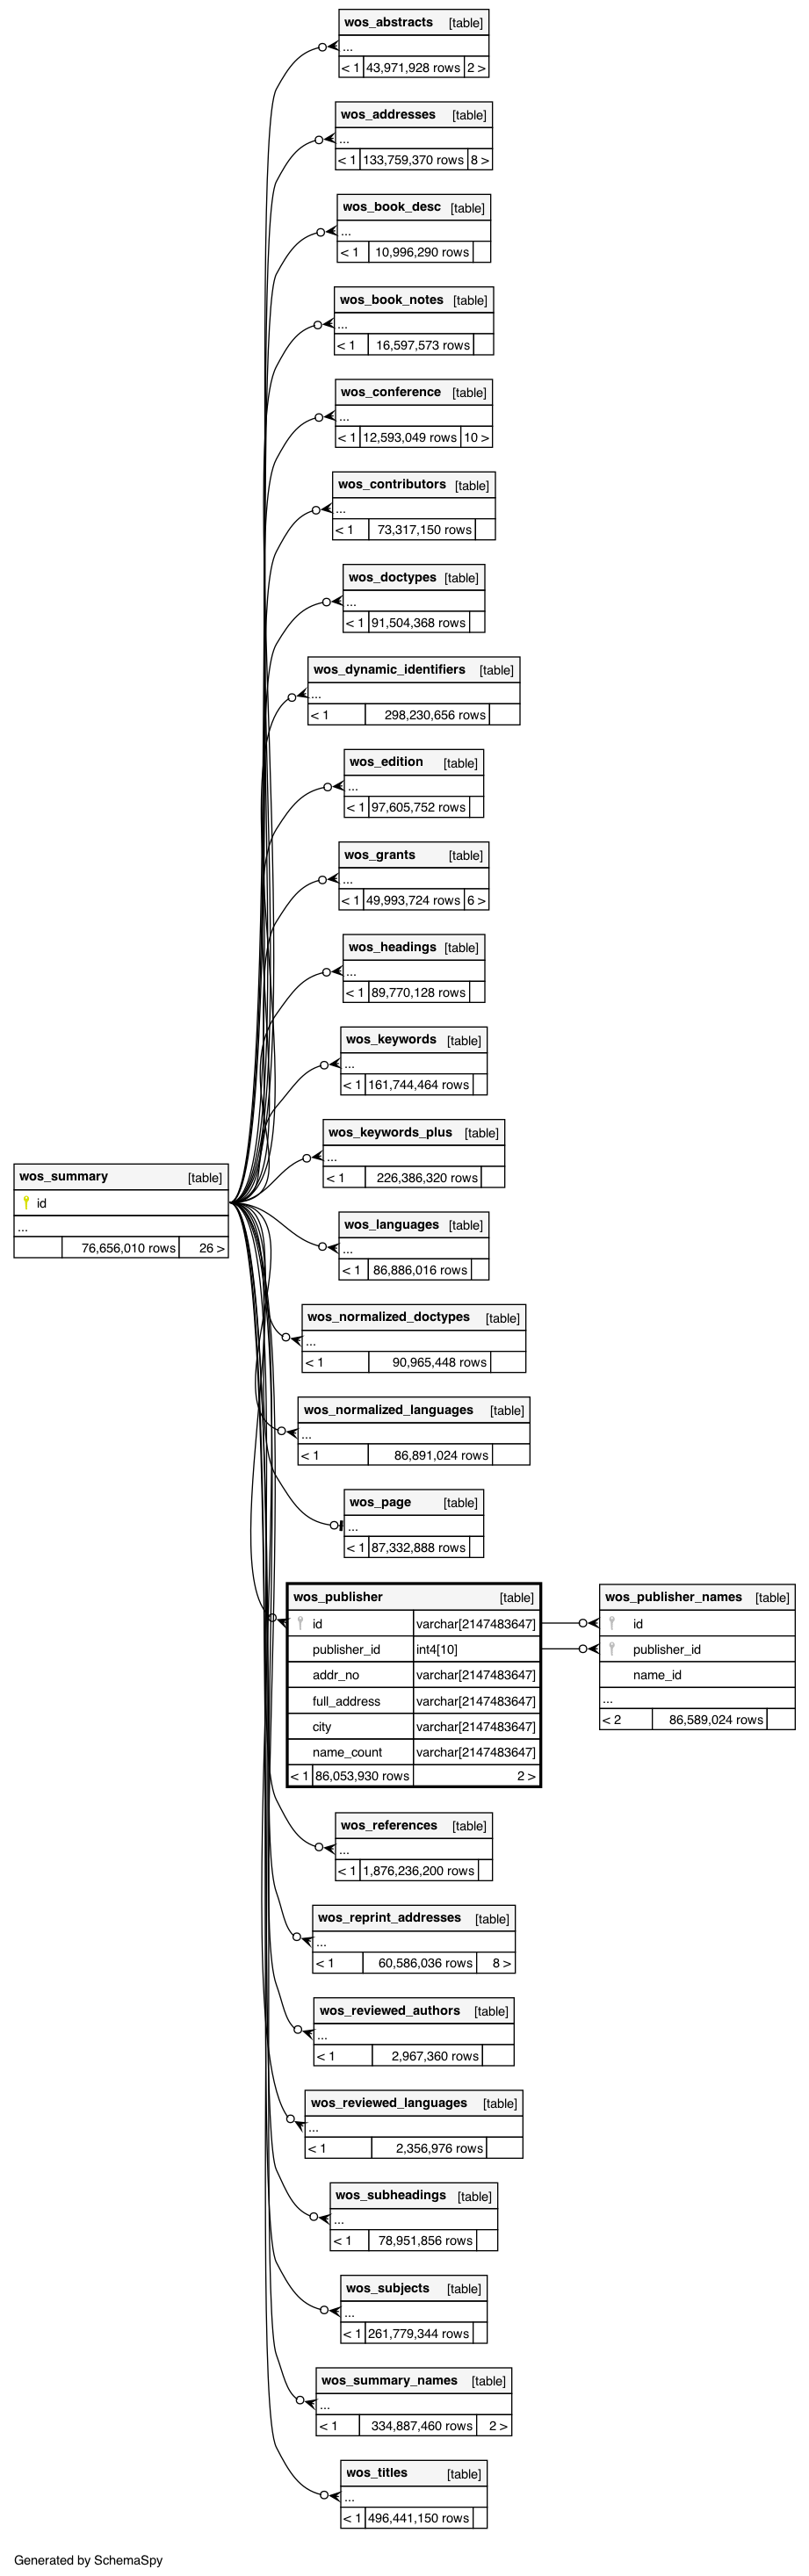 wos_abstracts [table]
...
< 1 43,971,928 rows 2 >
wos_addresses [table]
...
< 1 133,759,370 rows 8 >
wos_book_desc [table]
...
< 1 10,996,290 rows
wos_book_notes [table]
...
< 1 16,597,573 rows
wos_conference [table]
...
< 1 12,593,049 rows 10 >
wos_contributors [table]
...
< 1 73,317,150 rows
wos_doctypes [table]
...
< 1 91,504,368 rows
wos_dynamic_identifiers [table]
...
< 1 298,230,656 rows
wos_edition [table]
...
< 1 97,605,752 rows
wos_grants [table]
...
< 1 49,993,724 rows 6 >
wos_headings [table]
...
< 1 89,770,128 rows
wos_keywords [table]
...
< 1 161,744,464 rows
wos_keywords_plus [table]
...
< 1 226,386,320 rows
wos_summary [table]
id
...
76,656,010 rows 26 >
wos_languages [table]
...
< 1 86,886,016 rows
wos_normalized_doctypes [table]
...
< 1 90,965,448 rows
wos_normalized_languages [table]
...
< 1 86,891,024 rows
wos_page [table]
...
< 1 87,332,888 rows
wos_publisher [table]
id varchar[2147483647]
publisher_id int4[10]
addr_no varchar[2147483647]
full_address varchar[2147483647]
city varchar[2147483647]
name_count varchar[2147483647]
< 1 86,053,930 rows 2 >
wos_publisher_names [table]
id
publisher_id
name_id
...
< 2 86,589,024 rows
wos_references [table]
...
< 1 1,876,236,200 rows
wos_reprint_addresses [table]
...
< 1 60,586,036 rows 8 >
wos_reviewed_authors [table]
...
< 1 2,967,360 rows
wos_reviewed_languages [table]
...
< 1 2,356,976 rows
wos_subheadings [table]
...
< 1 78,951,856 rows
wos_subjects [table]
...
< 1 261,779,344 rows
wos_summary_names [table]
...
< 1 334,887,460 rows 2 >
wos_titles [table]
...
< 1 496,441,150 rows
Generated by SchemaSpy